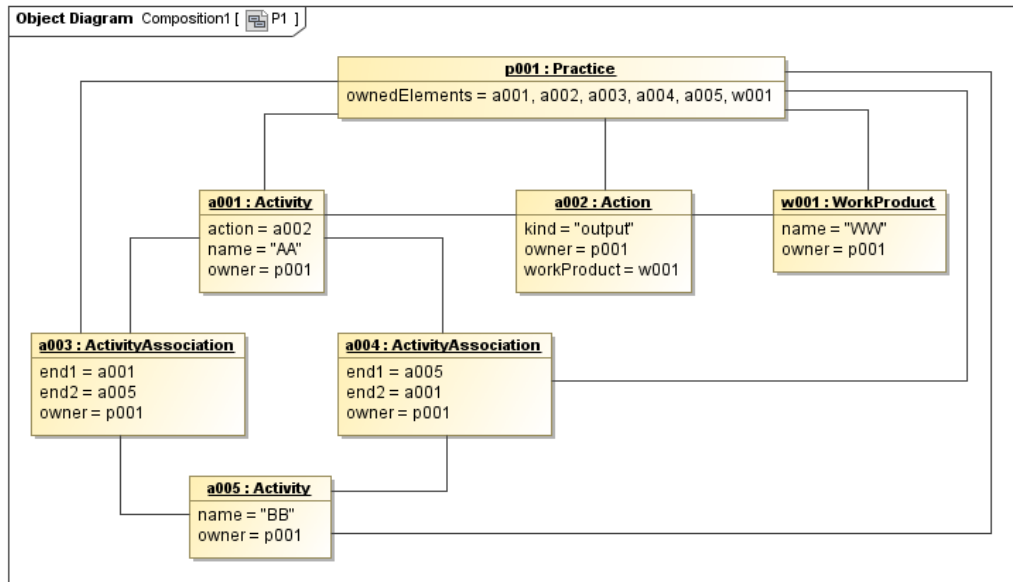 Object Diagram Composition1 [ P1 ]
p001 : Practice
ownedElements = a001, a002, a003, a004, a005, w001
a001 : Activity
action = a002
name = "AA"
owner = p001
a002 : Action
kind = "output"
owner = p001
workProduct = w001
w001 : WorkProduct
name = "WW"
owner = p001
a003 : ActivityAssociation
end1 = a001
end2 = a005
owner = p001
a004 : ActivityAssociation
end1 = a005
end2 = a001
owner = p001
a005 : Activity
name = "BB"
owner = p001